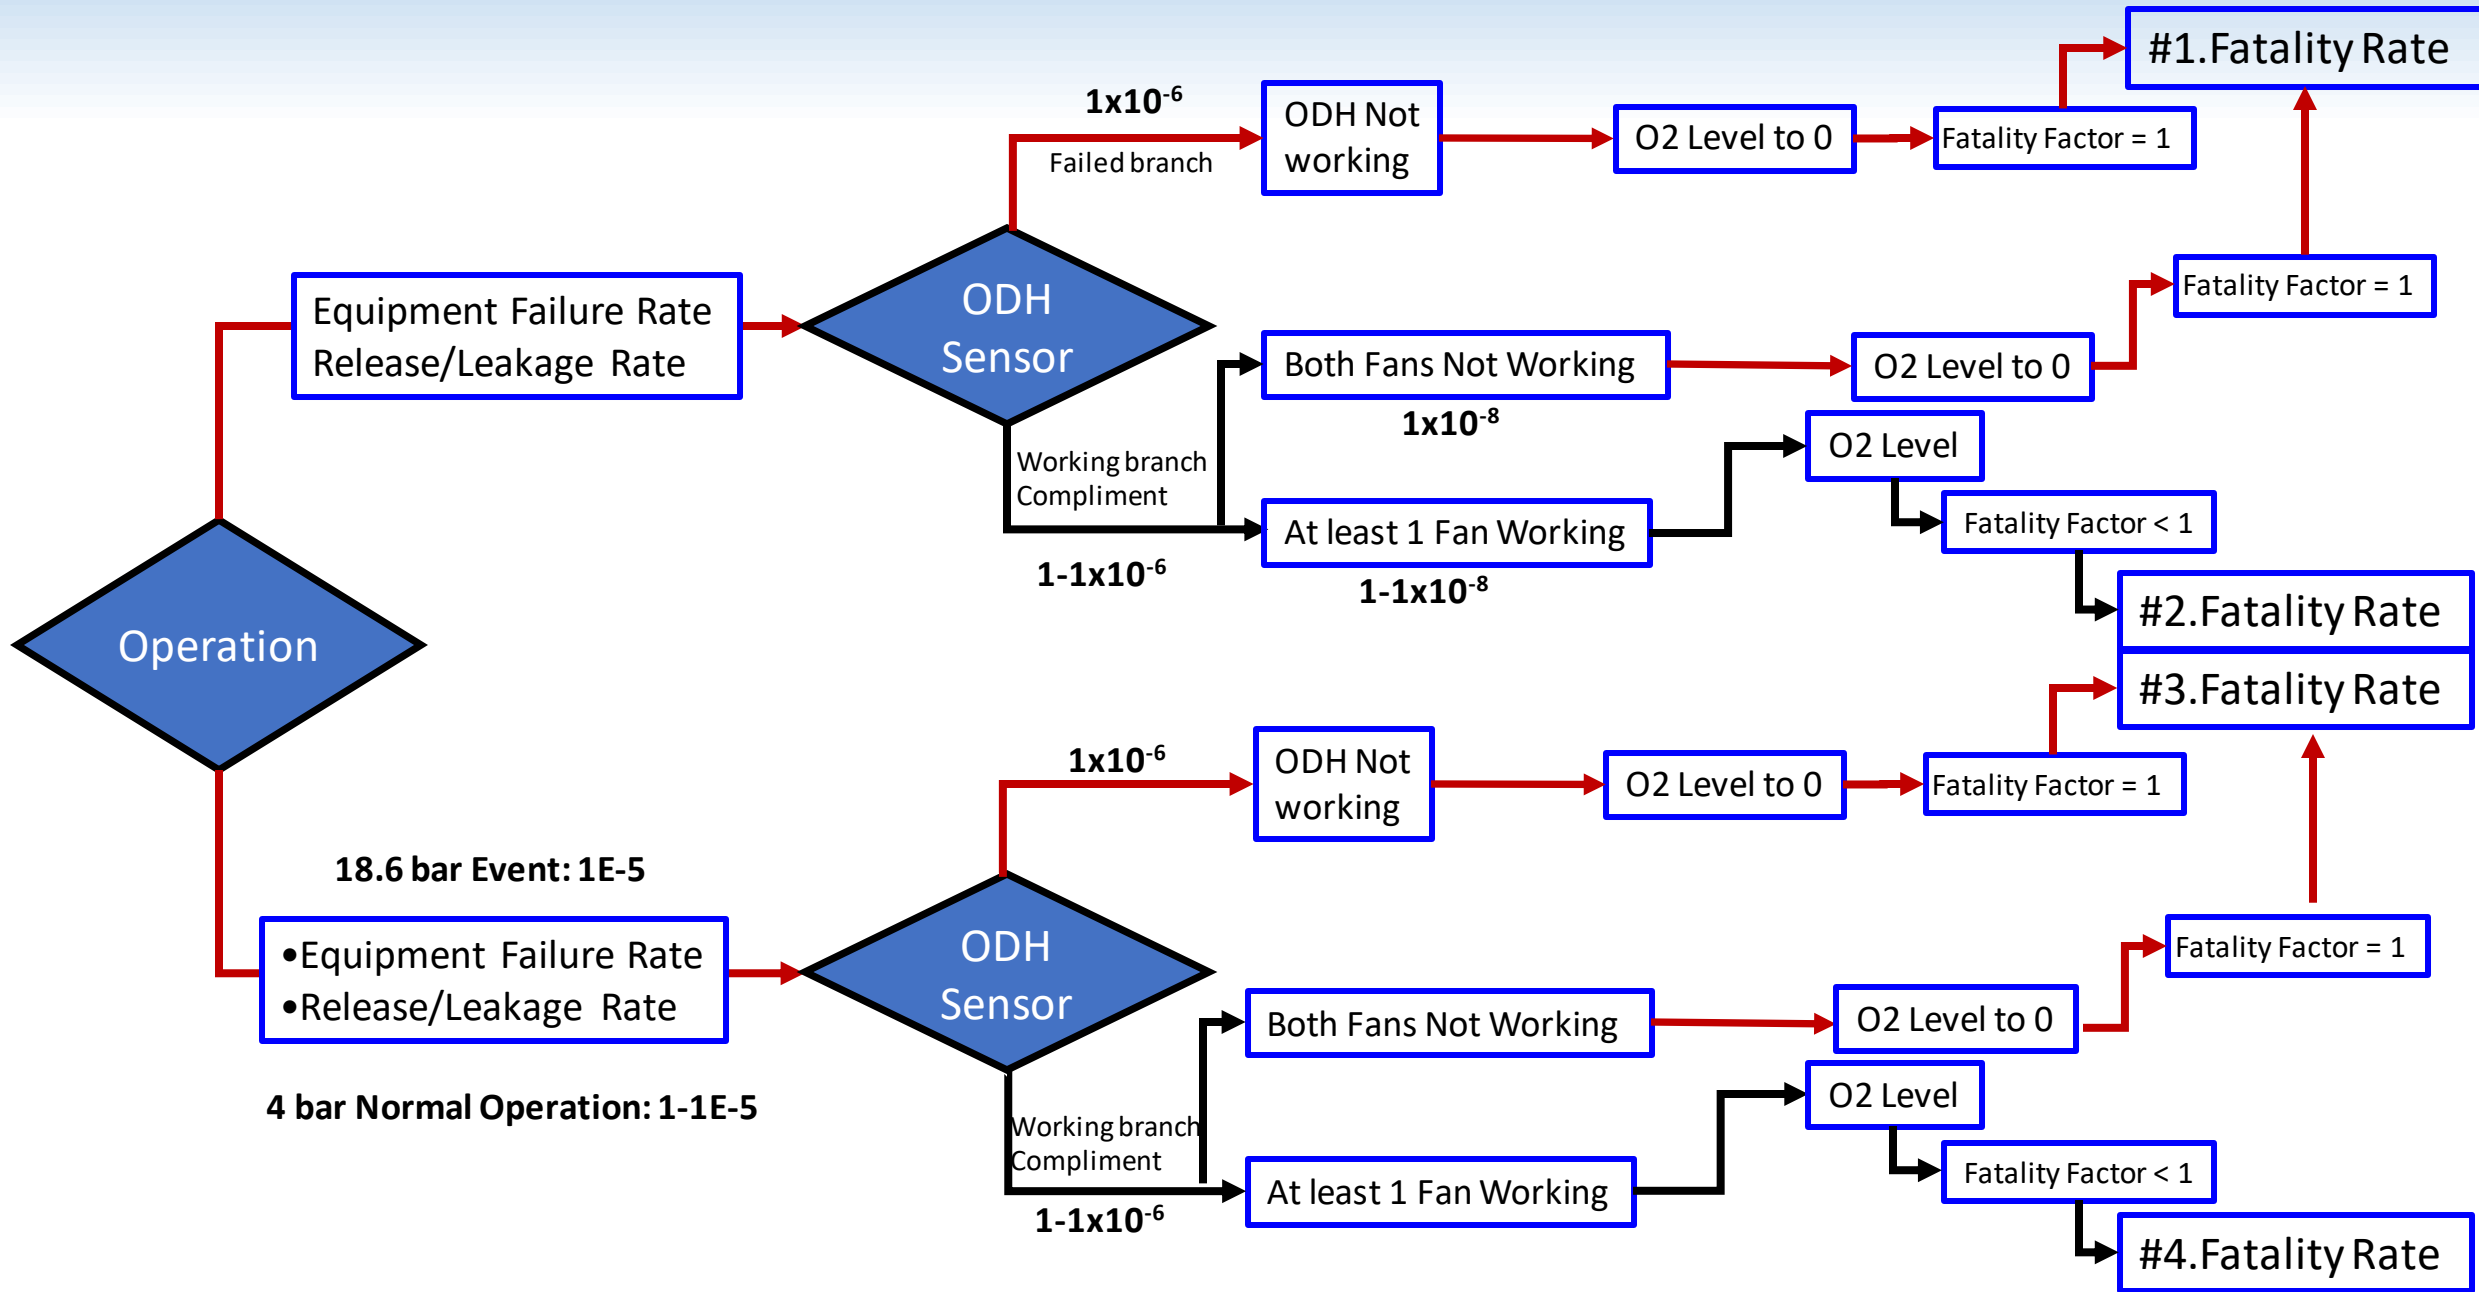 #1.Fatality Rate
1x10⁻⁶
Failed branch
ODH Not
working
O2 Level to 0
Fatality Factor = 1
Equipment Failure Rate
Release/Leakage Rate
ODH
Sensor
Fatality Factor = 1
Both Fans Not Working
1x10⁻⁸
O2 Level to 0
Working branch
Compliment
1-1x10⁻⁶
At least 1 Fan Working
1-1x10⁻⁸
O2 Level
Fatality Factor < 1
#2.Fatality Rate
Operation
#3.Fatality Rate
1x10⁻⁶
ODH Not
working
O2 Level to 0
Fatality Factor = 1
18.6 bar Event: 1E-5
•Equipment Failure Rate
•Release/Leakage Rate
4 bar Normal Operation: 1-1E-5
ODH
Sensor
Fatality Factor = 1
Both Fans Not Working
O2 Level to 0
Working branch
Compliment
1-1x10⁻⁶
At least 1 Fan Working
O2 Level
Fatality Factor < 1
#4.Fatality Rate